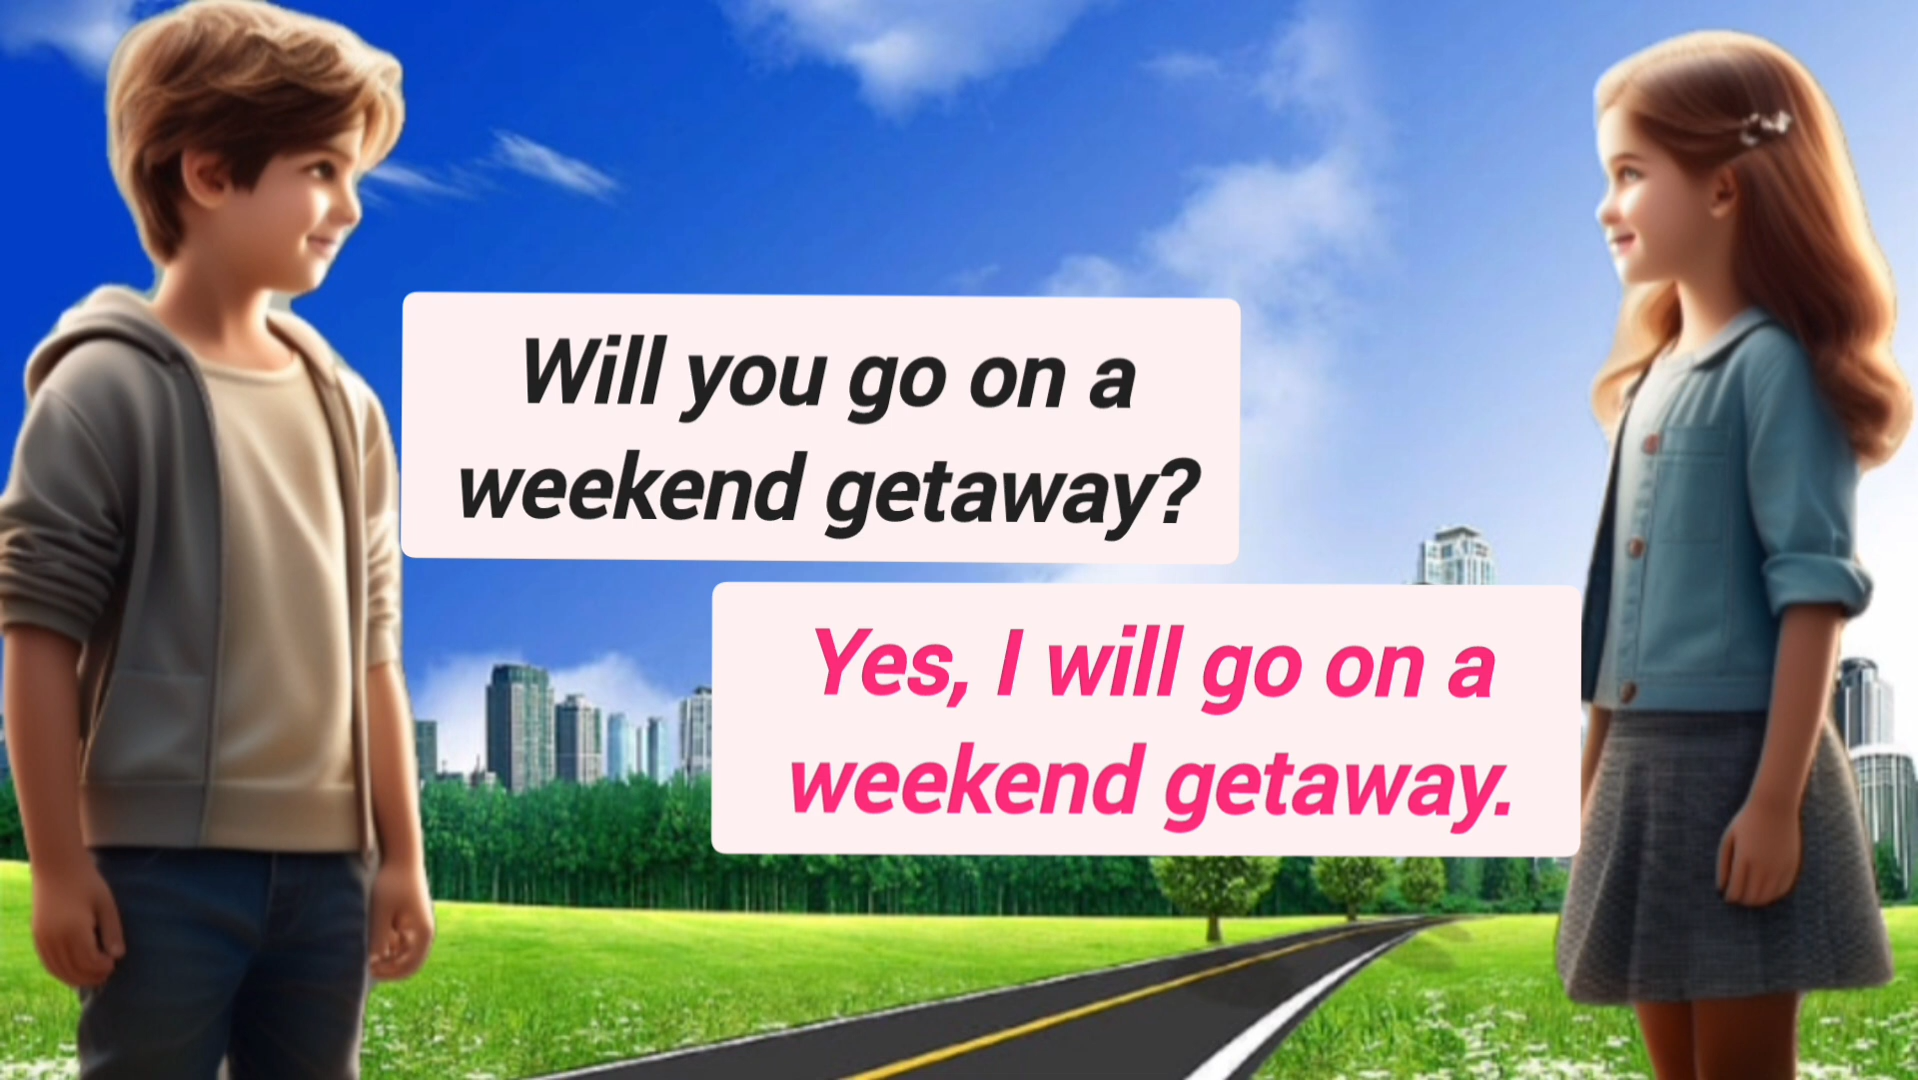 Will you go on a
weekend getaway?
Yes, I will go on a
weekend getaway.